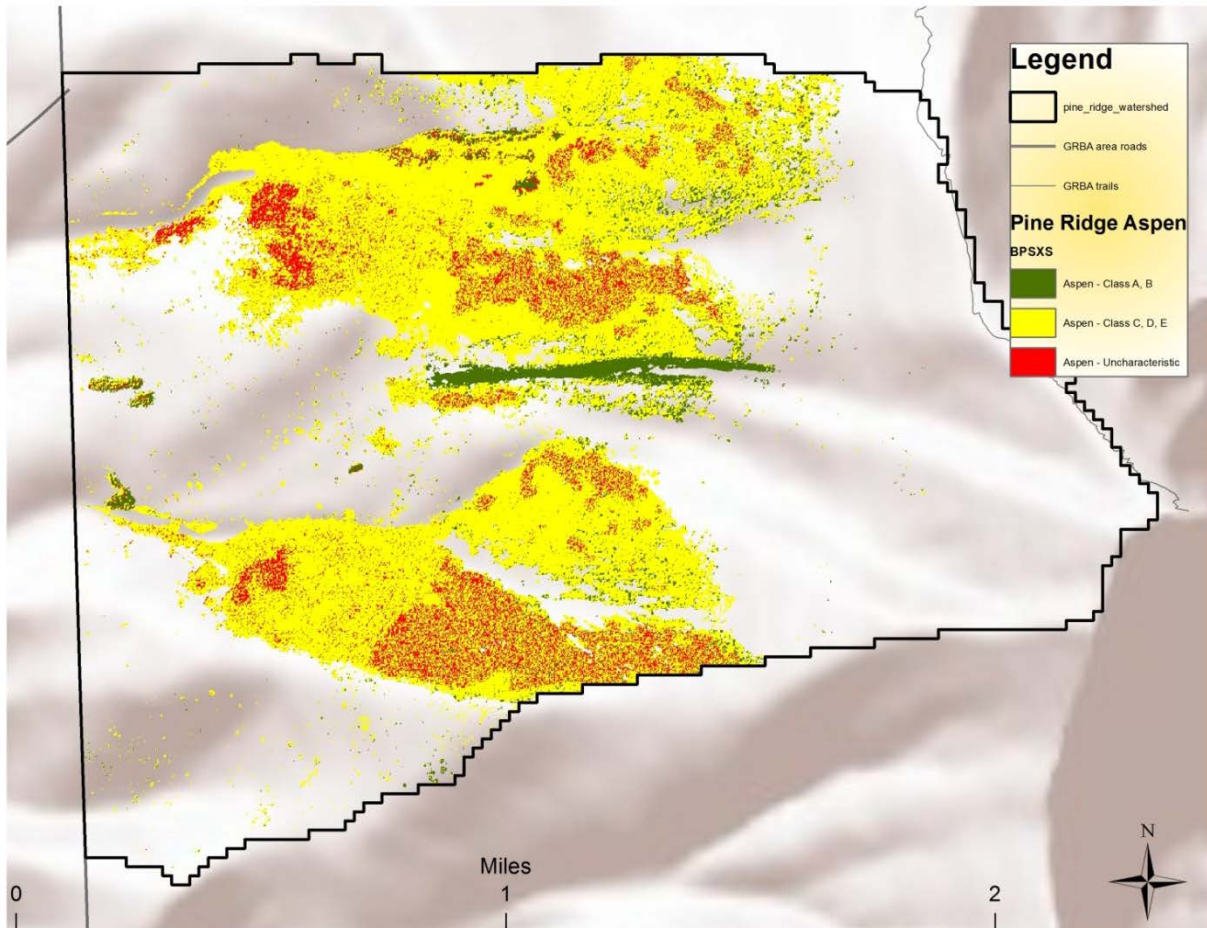 Legend
pine_ridge_watershed
GRBA area roads
GRBA trails
Pine Ridge Aspen
BPSXS
Aspen - Class A, B
Aspen - Class C, D, E
Aspen - Uncharacteristic
N
Miles
0 1 2